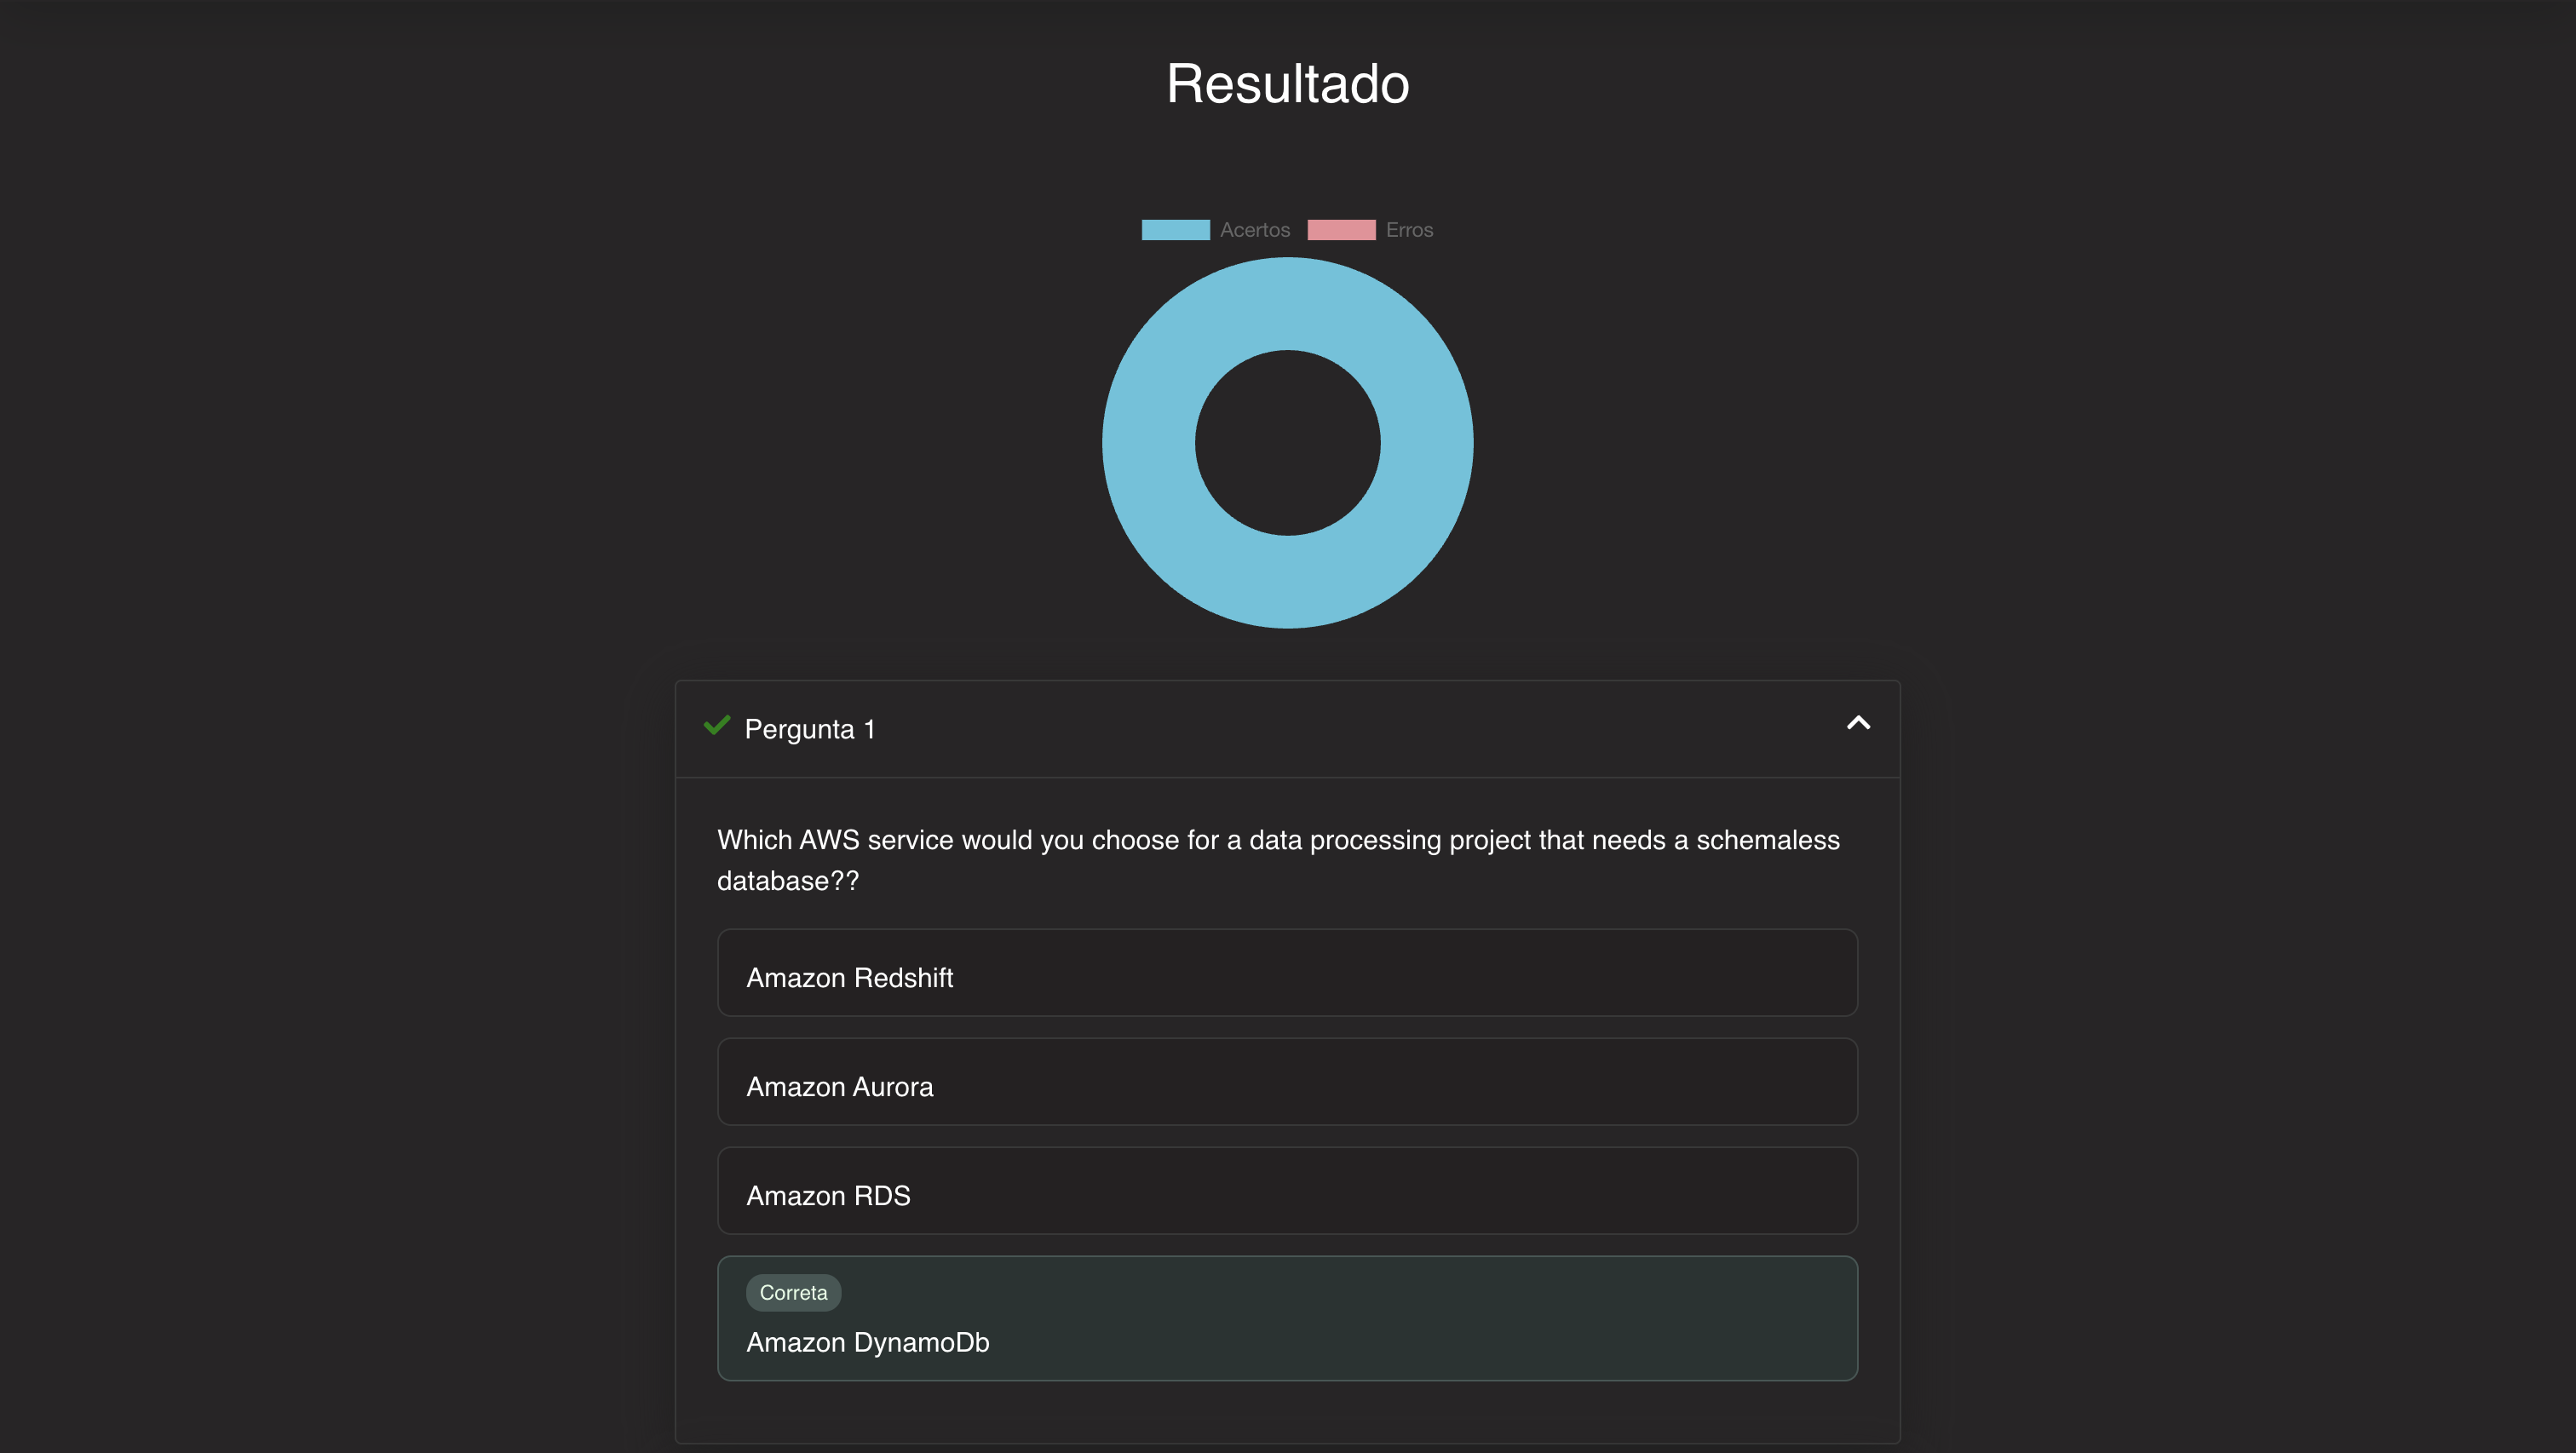 Resultado
Acertos Erros
Pergunta 1
Which AWS service would you choose for a data processing project that needs a schemaless
database??
Amazon Redshift
Amazon Aurora
Amazon RDS
Correta
Amazon DynamoDb